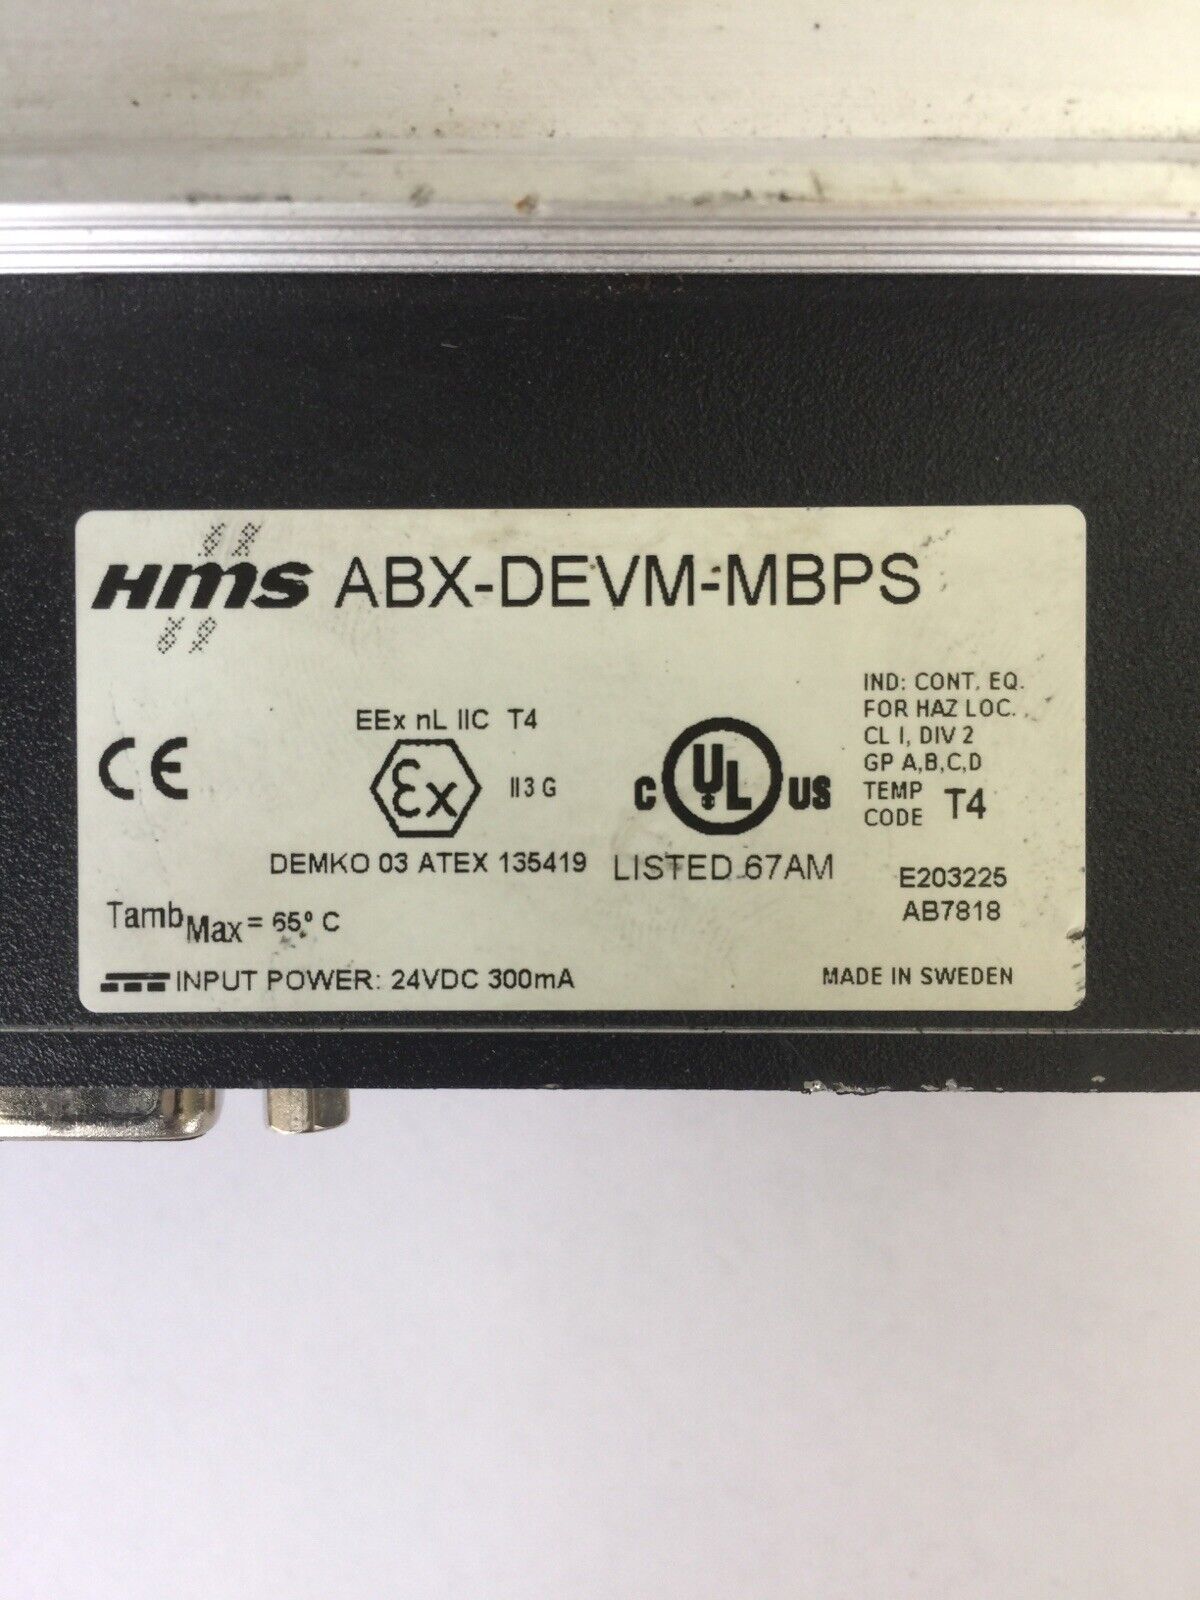 HMS ABX-DEVM-MBPS
CE
EEx nL IIC T4
Ex II 3 G
DEMKO 03 ATEX 135419
C UL US
LISTED 67AM
IND: CONT. EQ.
FOR HAZ LOC.
CL I, DIV 2
GP A,B,C,D
TEMP CODE T4
E203225
AB7818
Tamb Max = 65° C
INPUT POWER: 24VDC 300mA
MADE IN SWEDEN